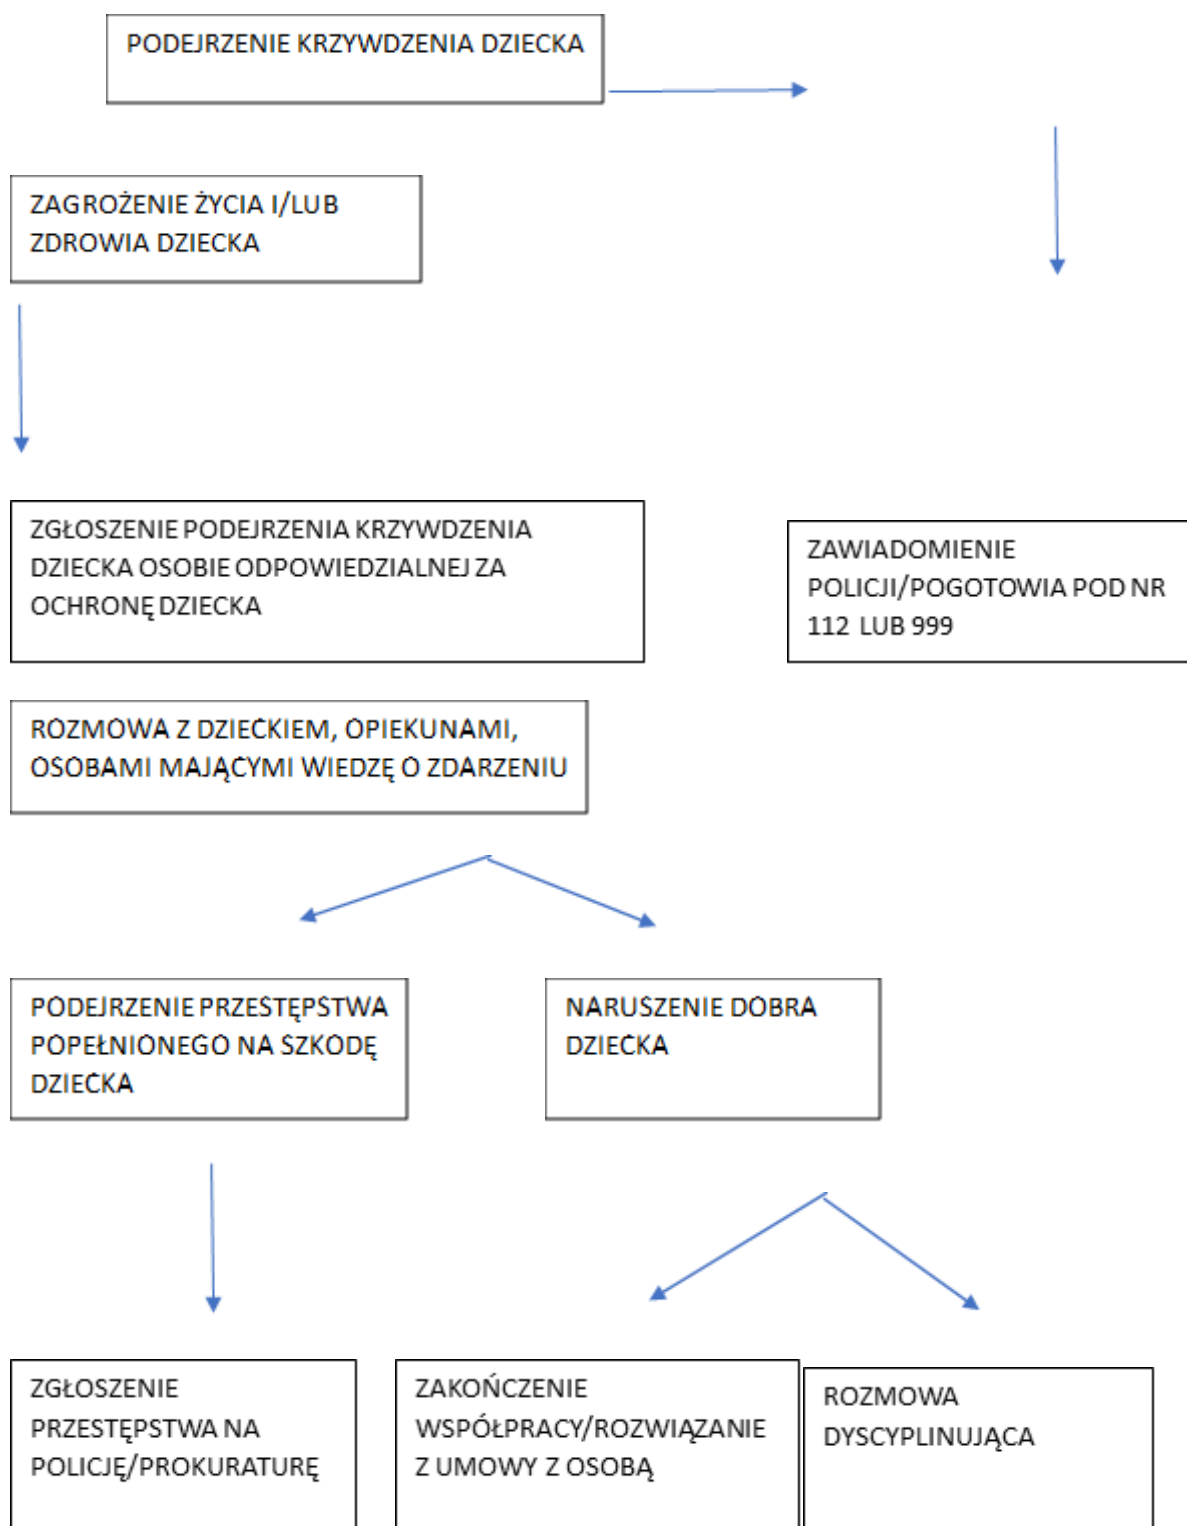 PODEJRZENIE KRZYWDZENIA DZIECKA
ZAGROŻENIE ŻYCIA I/LUB
ZDROWIA DZIECKA
ZGŁOSZENIE PODEJRZENIA KRZYWDZENIA
DZIECKA OSOBIE ODPOWIEDZIALNEJ ZA
OCHRONĘ DZIECKA
ZAWIADOMIENIE
POLICJI/POGOTOWIA POD NR
112 LUB 999
ROZMOWA Z DZIECKIEM, OPIEKUNAMI,
OSOBAMI MAJĄCYMI WIEDZĘ O ZDARZENIU
PODEJRZENIE PRZESTĘPSTWA
POPEŁNIONEGO NA SZKODĘ
DZIECKA
NARUSZENIE DOBRA
DZIECKA
ZGŁOSZENIE
PRZESTĘPSTWA NA
POLICJĘ/PROKURATURĘ
ZAKOŃCZENIE
WSPÓŁPRACY/ROZWIĄZANIE
Z UMOWY Z OSOBĄ
ROZMOWA
DYSCYPLINUJĄCA